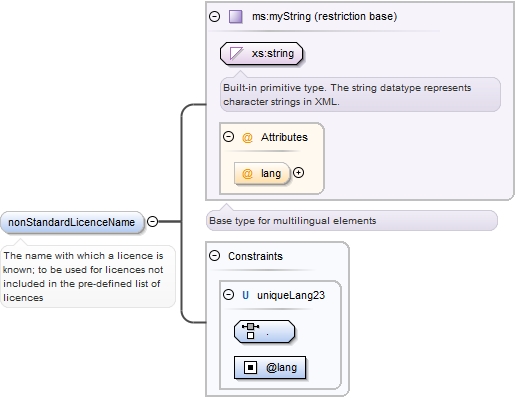 ms:myString (restriction base)
xs:string
Built-in primitive type. The string datatype represents
character strings in XML.
@ Attributes
@ lang
nonStandardLicenceName
Base type for multilingual elements
The name with which a licence is
known; to be used for licences not
included in the pre-defined list of
licences
Constraints
U uniqueLang23
.
@lang